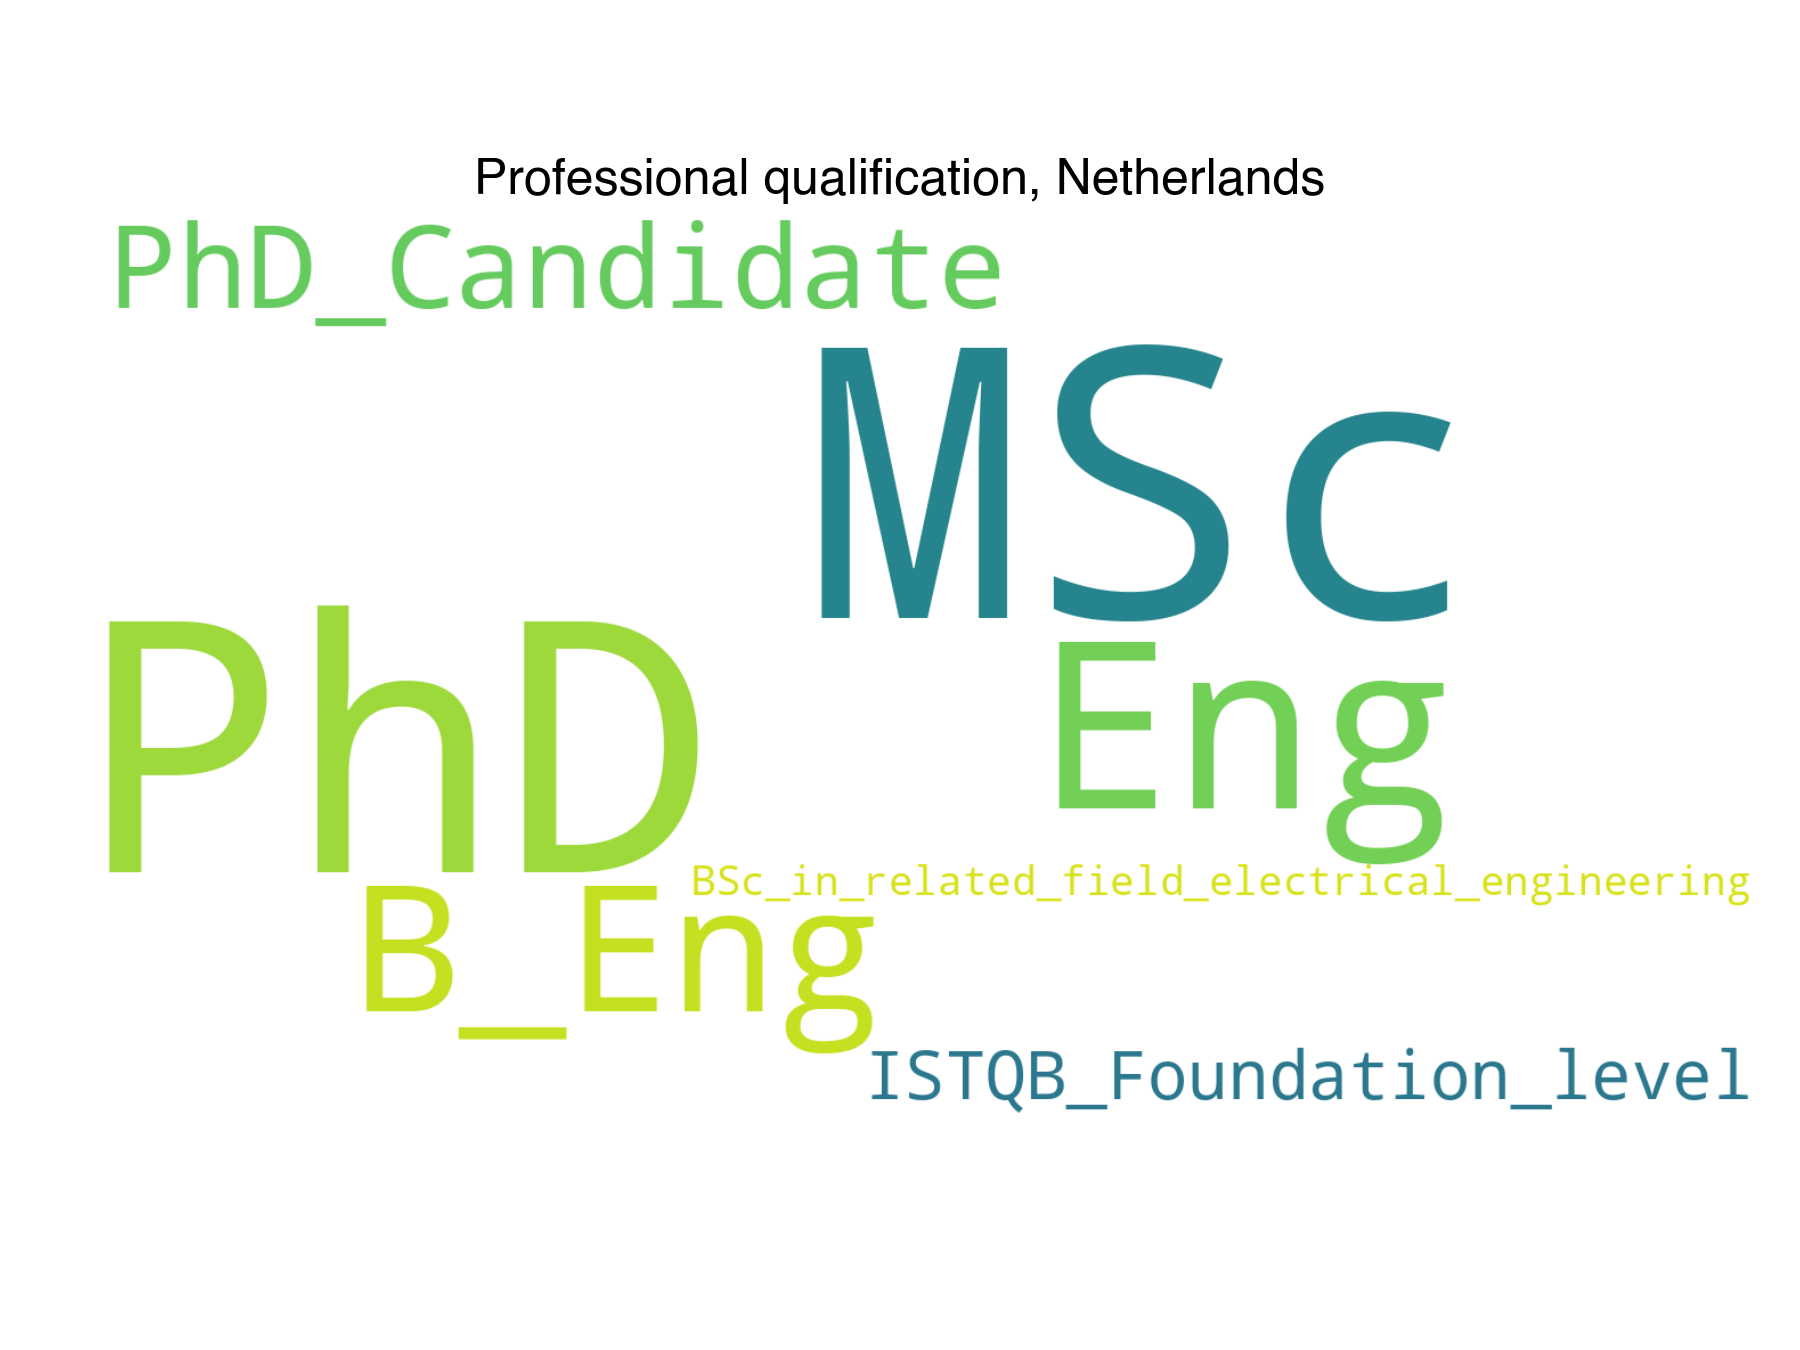 Professional qualification, Netherlands
PhD_Candidate
MSc
PhD
Eng
BSc_in_related_field_electrical_engineering
B_Eng
ISTQB_Foundation_level